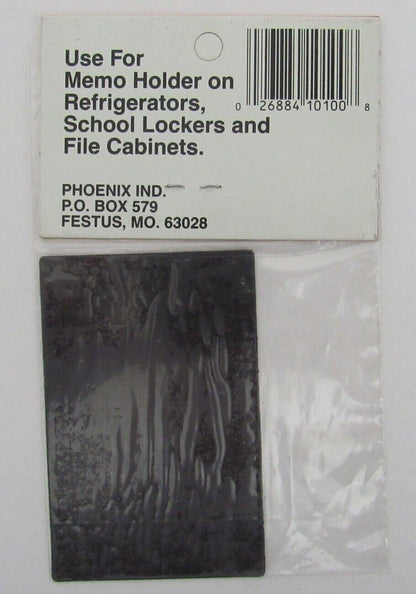 Use For
Memo Holder on
Refrigerators,
School Lockers and
File Cabinets.
0 26884 10100 8
PHOENIX IND.
P.O. BOX 579
FESTUS, MO. 63028